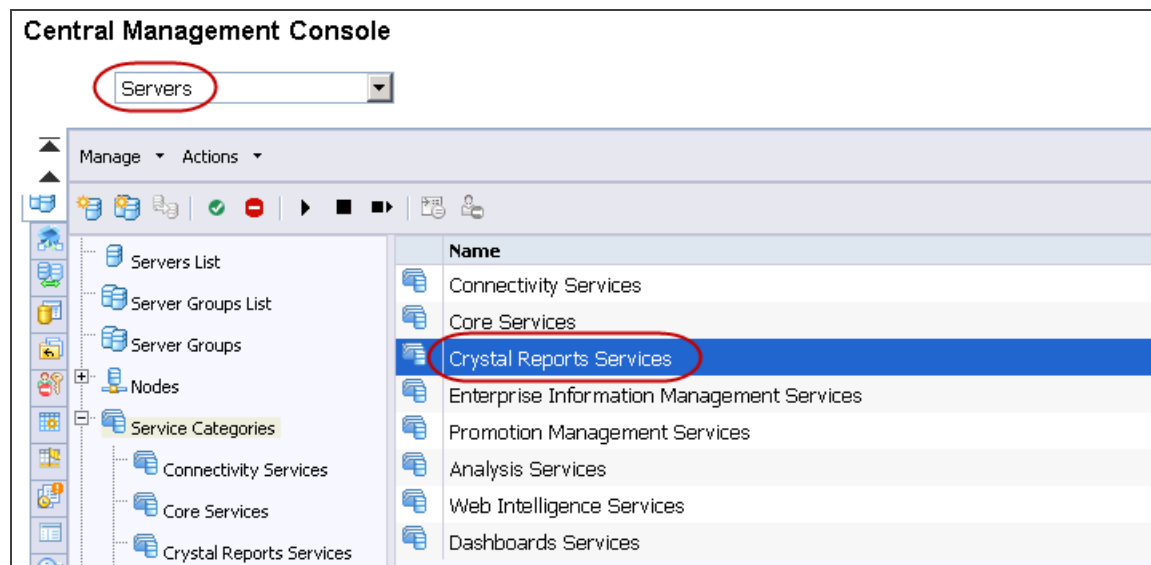 Central Management Console
Servers
Manage Actions
Servers List
Server Groups List
Server Groups
Nodes
Service Categories
Connectivity Services
Core Services
Crystal Reports Services
Name
Connectivity Services
Core Services
Crystal Reports Services
Enterprise Information Management Services
Promotion Management Services
Analysis Services
Web Intelligence Services
Dashboards Services